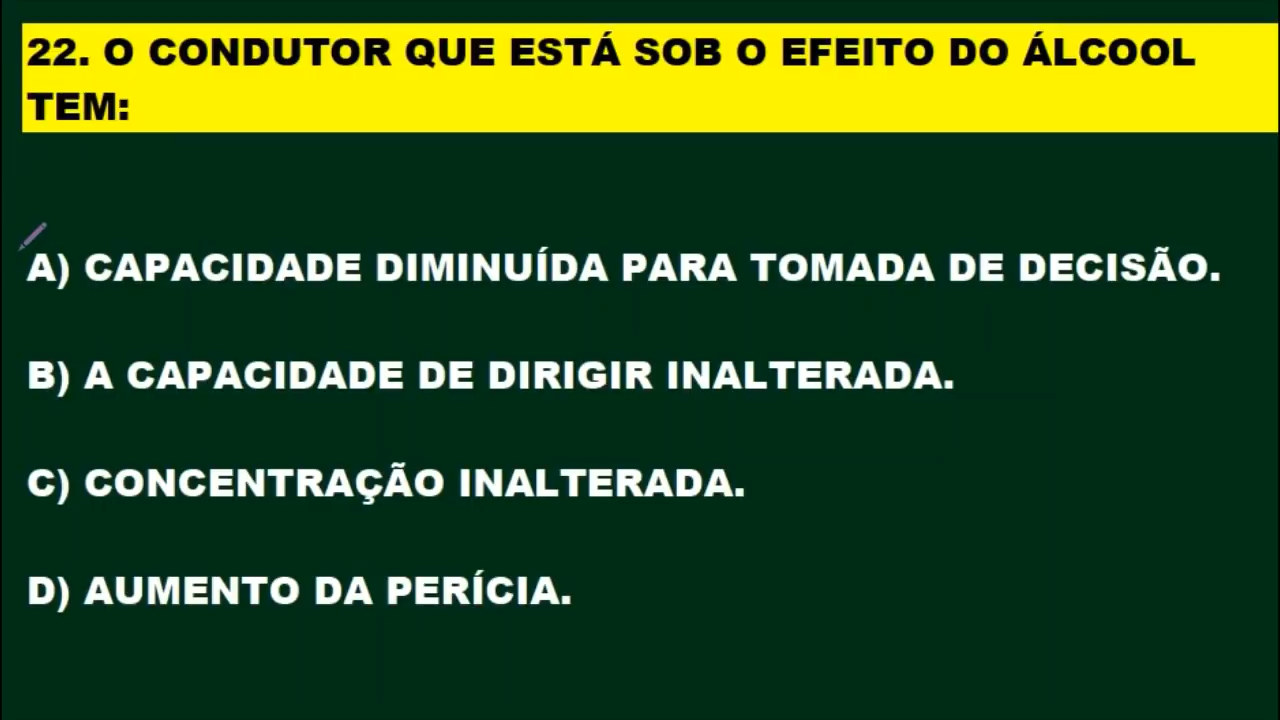 22. O CONDUTOR QUE ESTÁ SOB O EFEITO DO ÁLCOOL
TEM:
A) CAPACIDADE DIMINUÍDA PARA TOMADA DE DECISÃO.
B) A CAPACIDADE DE DIRIGIR INALTERADA.
C) CONCENTRAÇÃO INALTERADA.
D) AUMENTO DA PERÍCIA.